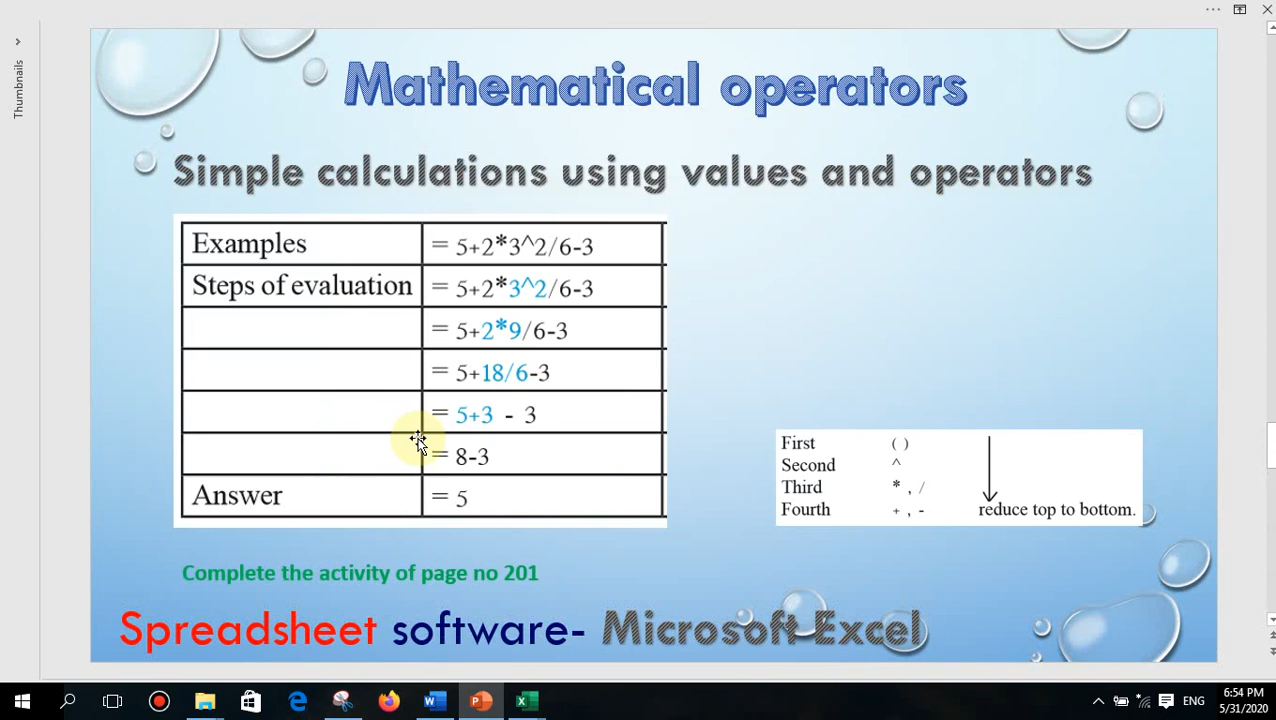 Thumbnails
Mathematical operators
Simple calculations using values and operators
Examples = 5+2*3^2/6-3
Steps of evaluation = 5+2*3^2/6-3
= 5+2*9/6-3
= 5+18/6-3
= 5+3 - 3
= 8-3
Answer = 5
First ( )
Second ^
Third * , /
Fourth + , - reduce top to bottom.
Complete the activity of page no 201
Spreadsheet software- Microsoft Excel
ENG
6:54 PM
5/31/2020